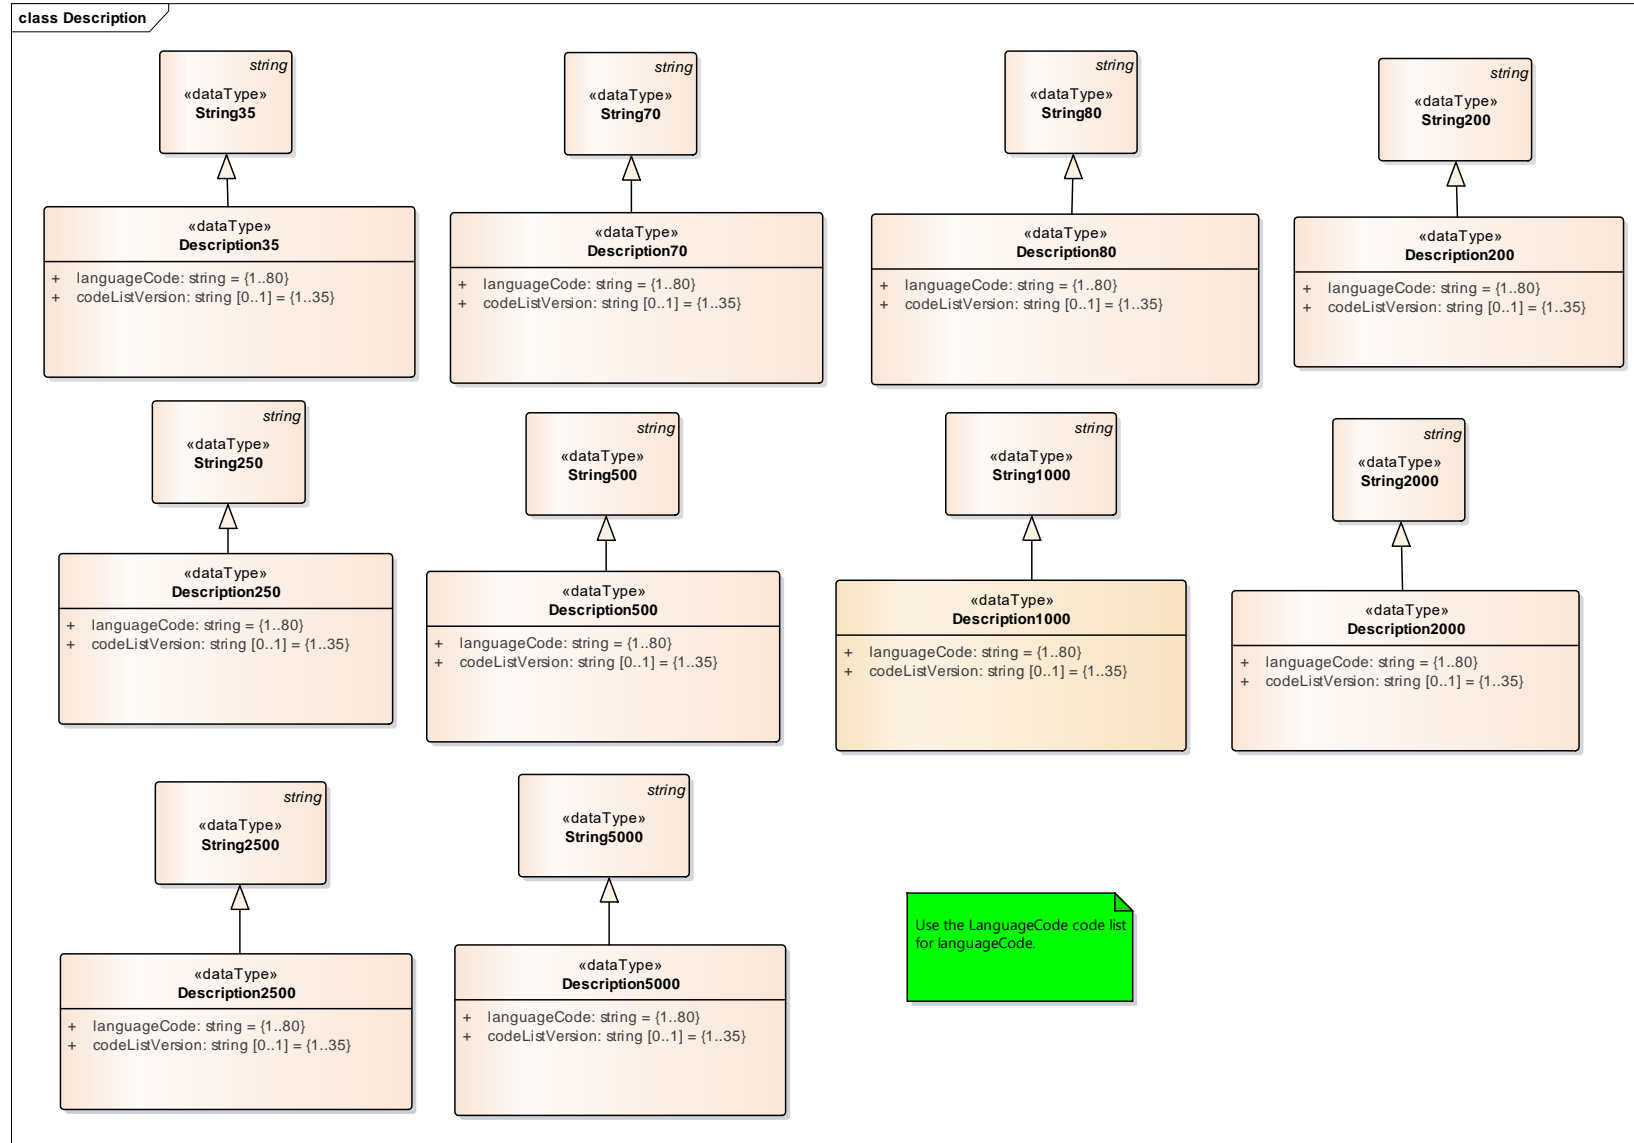 class Description
string
«dataType»
String35
string
«dataType»
String70
string
«dataType»
String80
string
«dataType»
String200
«dataType»
Description35
+ languageCode: string = {1..80}
+ codeListVersion: string [0..1] = {1..35}
«dataType»
Description70
+ languageCode: string = {1..80}
+ codeListVersion: string [0..1] = {1..35}
«dataType»
Description80
+ languageCode: string = {1..80}
+ codeListVersion: string [0..1] = {1..35}
«dataType»
Description200
+ languageCode: string = {1..80}
+ codeListVersion: string [0..1] = {1..35}
string
«dataType»
String250
string
«dataType»
String500
string
«dataType»
String1000
string
«dataType»
String2000
«dataType»
Description250
+ languageCode: string = {1..80}
+ codeListVersion: string [0..1] = {1..35}
«dataType»
Description500
+ languageCode: string = {1..80}
+ codeListVersion: string [0..1] = {1..35}
«dataType»
Description1000
+ languageCode: string = {1..80}
+ codeListVersion: string [0..1] = {1..35}
«dataType»
Description2000
+ languageCode: string = {1..80}
+ codeListVersion: string [0..1] = {1..35}
string
«dataType»
String2500
string
«dataType»
String5000
«dataType»
Description2500
+ languageCode: string = {1..80}
+ codeListVersion: string [0..1] = {1..35}
«dataType»
Description5000
+ languageCode: string = {1..80}
+ codeListVersion: string [0..1] = {1..35}
Use the LanguageCode code list
for languageCode.